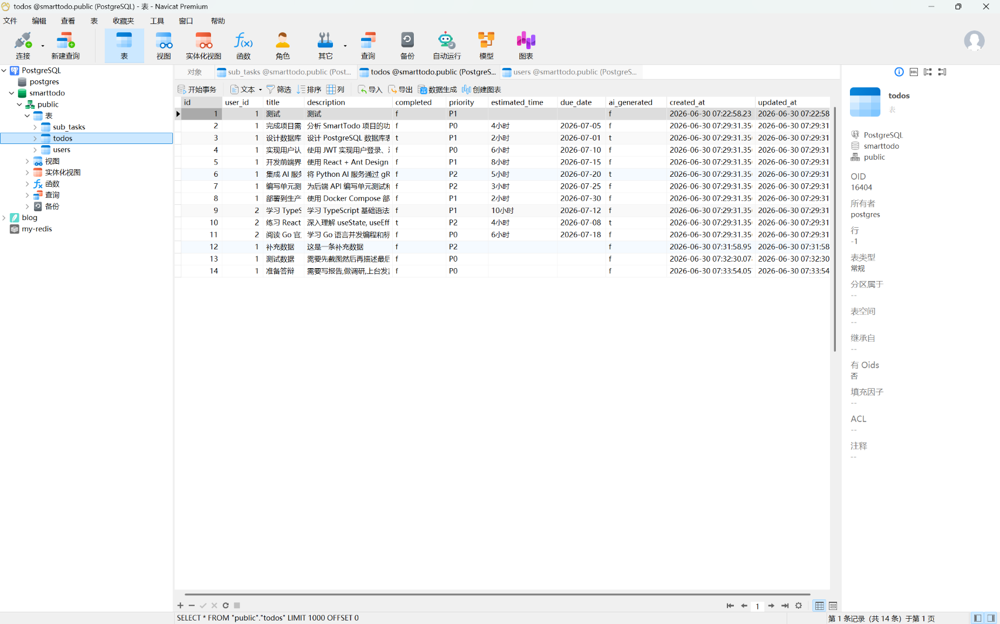 todos @smarttodo.public (PostgreSQL) - 表 - Navicat Premium
文件 编辑 查看 表 收藏夹 工具 窗口 帮助
连接 新建查询 表 视图 实体化视图 函数 角色 其它 查询 备份 自动运行 模型 图表
PostgreSQL
postgres
smarttodo
public
表
sub_tasks
todos
users
视图
实体化视图
函数
查询
备份
blog
my-redis
对象 sub_tasks @smarttodo.public (Post... todos @smarttodo.public (PostgreS... users @smarttodo.public (PostgreS...
开始事务 文本 筛选 排序 列 导入 导出 数据生成 创建图表
id user_id title description completed priority estimated_time due_date ai_generated created_at updated_at
1 1 测试 测试 f P1 2026-06-30 07:22:58.23 2026-06-30 07:22:58
2 1 完成项目需 分析 SmartTodo 项目的功 f P0 4小时 2026-07-05 f 2026-06-30 07:29:31.35 2026-06-30 07:29:31
3 1 设计数据库 设计 PostgreSQL 数据库表 t P1 2小时 2026-07-01 t 2026-06-30 07:29:31.35 2026-06-30 07:29:31
4 1 实现用户认 使用 JWT 实现用户登录、 f P0 6小时 2026-07-10 f 2026-06-30 07:29:31.35 2026-06-30 07:29:31
5 1 开发前端界 使用 React + Ant Design f P1 8小时 2026-07-15 f 2026-06-30 07:29:31.35 2026-06-30 07:29:31
6 1 集成 AI 服务 将 Python AI 服务通过 gR f P2 5小时 2026-07-20 t 2026-06-30 07:29:31.35 2026-06-30 07:29:31
7 1 编写单元测 为后端 API 编写单元测试和 f P2 3小时 2026-07-25 f 2026-06-30 07:29:31.35 2026-06-30 07:29:31
8 1 部署到生产 使用 Docker Compose 部 f P1 2小时 2026-07-30 f 2026-06-30 07:29:31.35 2026-06-30 07:29:31
9 2 学习 TypeS 学习 TypeScript 基础语法 f P1 10小时 2026-07-12 f 2026-06-30 07:29:31.35 2026-06-30 07:29:31
10 2 练习 React 深入理解 useState, useEff t P2 4小时 2026-07-08 t 2026-06-30 07:29:31.35 2026-06-30 07:29:31
11 2 阅读 Go 官 学习 Go 语言并发编程和标 f P0 6小时 2026-07-18 f 2026-06-30 07:29:31.35 2026-06-30 07:29:31
12 1 补充数据 这是一条补充数据 f P2 f 2026-06-30 07:31:58.95 2026-06-30 07:31:58
13 1 测试数据 需要先截图然后再描述最后 f P0 f 2026-06-30 07:32:30.07 2026-06-30 07:32:30
14 1 准备答辩 需要写报告,做调研,上台发言 f P0 f 2026-06-30 07:33:54.05 2026-06-30 07:33:54
DDL
todos
表
PostgreSQL
smarttodo
public
OID
16404
所有者
postgres
行
-1
表类型
常规
分区属于
--
表空间
--
继承自
--
有 Oids
否
填充因子
--
ACL
--
注释
--
1
SELECT * FROM "public"."todos" LIMIT 1000 OFFSET 0
第 1 条记录 (共 14 条) 于第 1 页